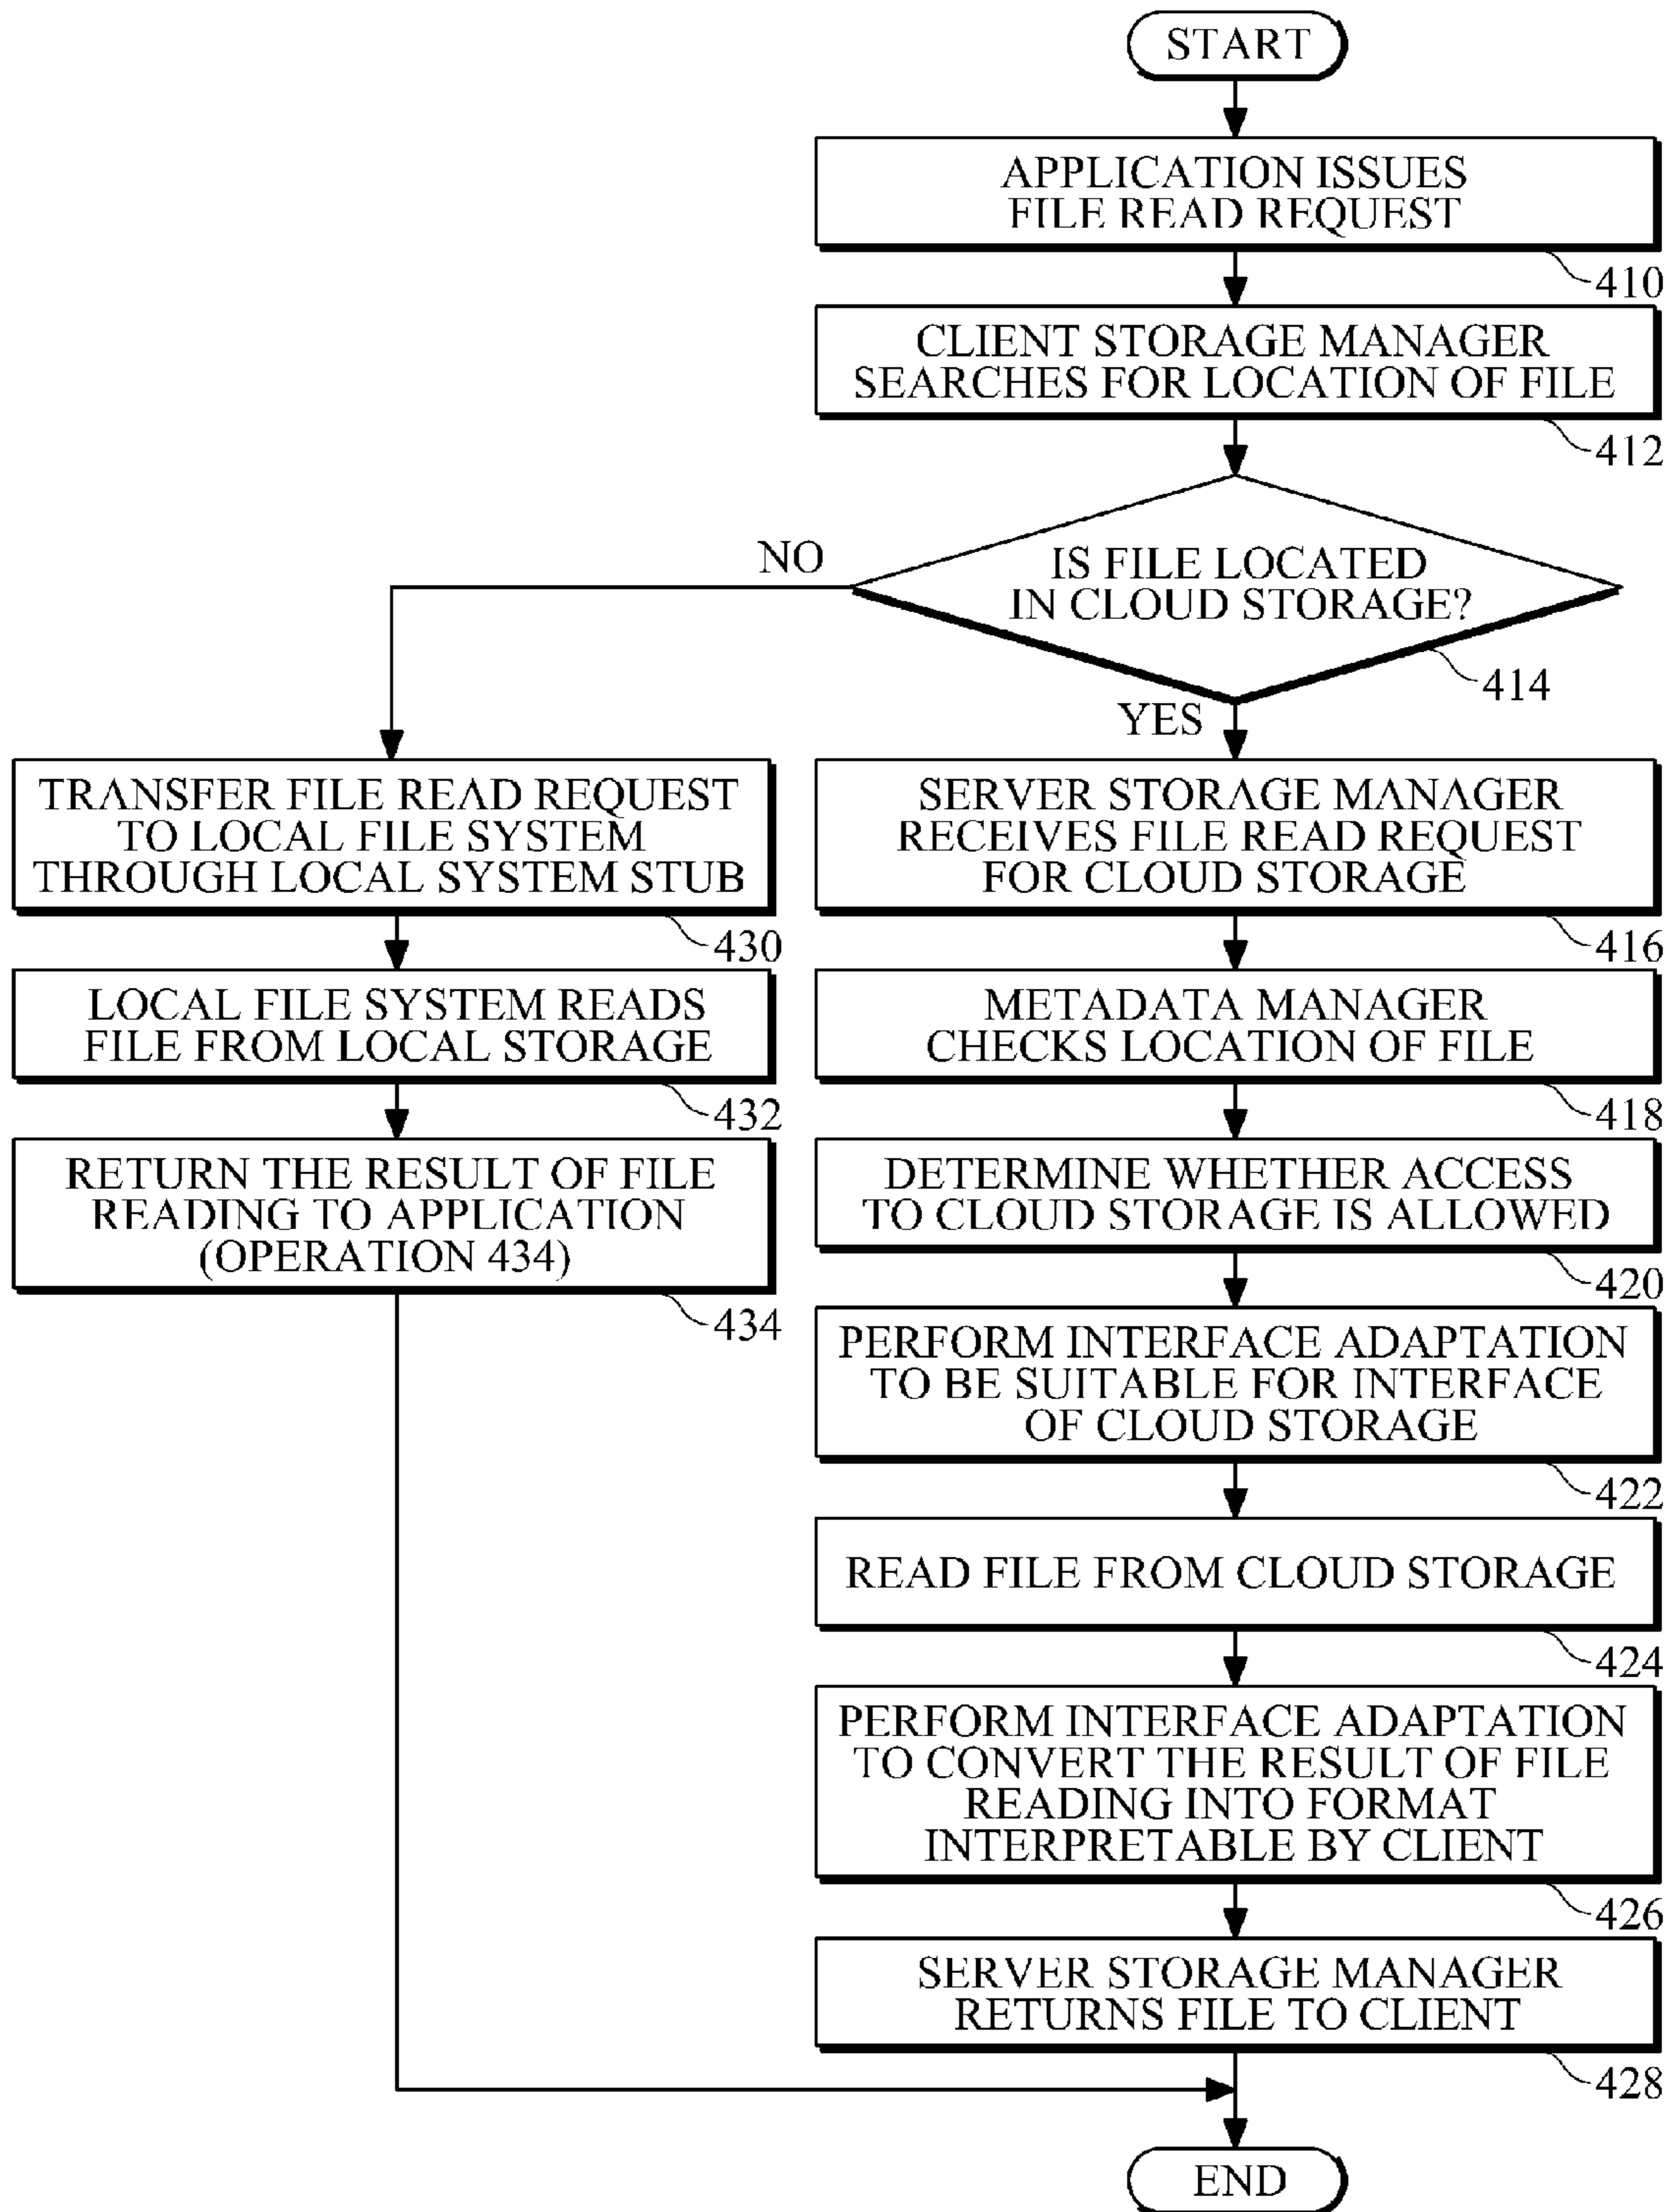 START
APPLICATION ISSUES
FILE READ REQUEST
410
CLIENT STORAGE MANAGER
SEARCHES FOR LOCATION OF FILE
412
IS FILE LOCATED
IN CLOUD STORAGE?
414
NO
YES
TRANSFER FILE READ REQUEST
TO LOCAL FILE SYSTEM
THROUGH LOCAL SYSTEM STUB
430
LOCAL FILE SYSTEM READS
FILE FROM LOCAL STORAGE
432
RETURN THE RESULT OF FILE
READING TO APPLICATION
(OPERATION 434)
434
SERVER STORAGE MANAGER
RECEIVES FILE READ REQUEST
FOR CLOUD STORAGE
416
METADATA MANAGER
CHECKS LOCATION OF FILE
418
DETERMINE WHETHER ACCESS
TO CLOUD STORAGE IS ALLOWED
420
PERFORM INTERFACE ADAPTATION
TO BE SUITABLE FOR INTERFACE
OF CLOUD STORAGE
422
READ FILE FROM CLOUD STORAGE
424
PERFORM INTERFACE ADAPTATION
TO CONVERT THE RESULT OF FILE
READING INTO FORMAT
INTERPRETABLE BY CLIENT
426
SERVER STORAGE MANAGER
RETURNS FILE TO CLIENT
428
END